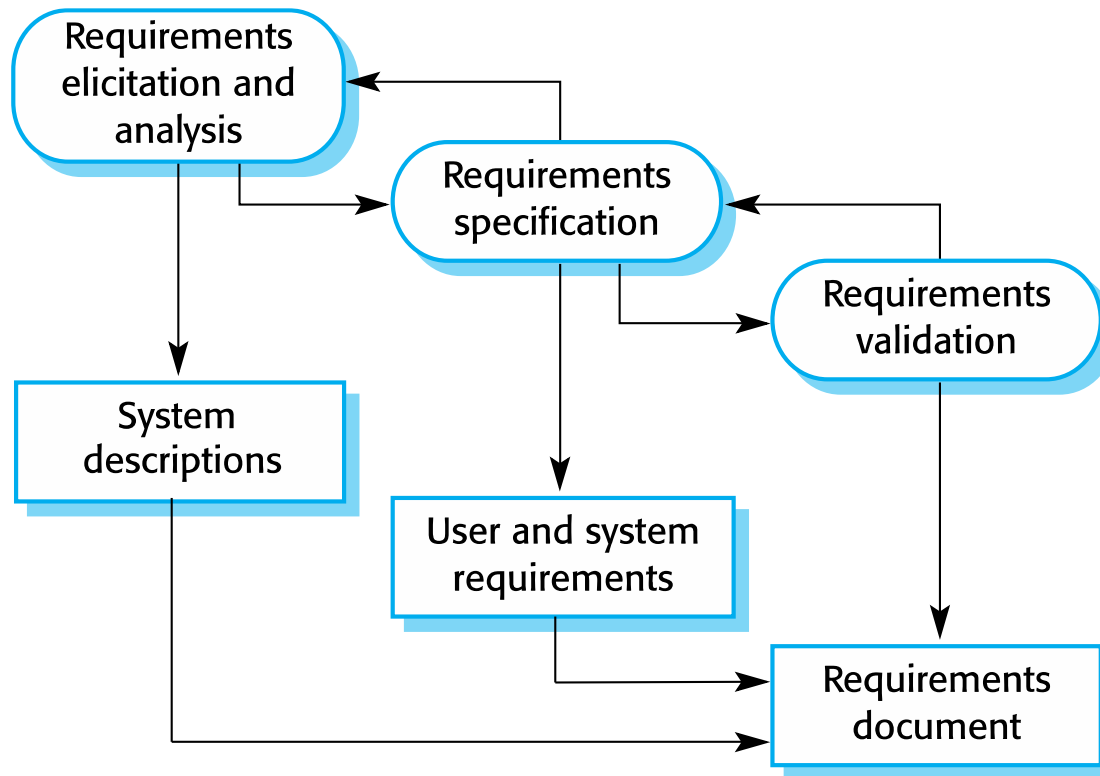 Requirements
elicitation and
analysis
Requirements
specification
Requirements
validation
System
descriptions
User and system
requirements
Requirements
document